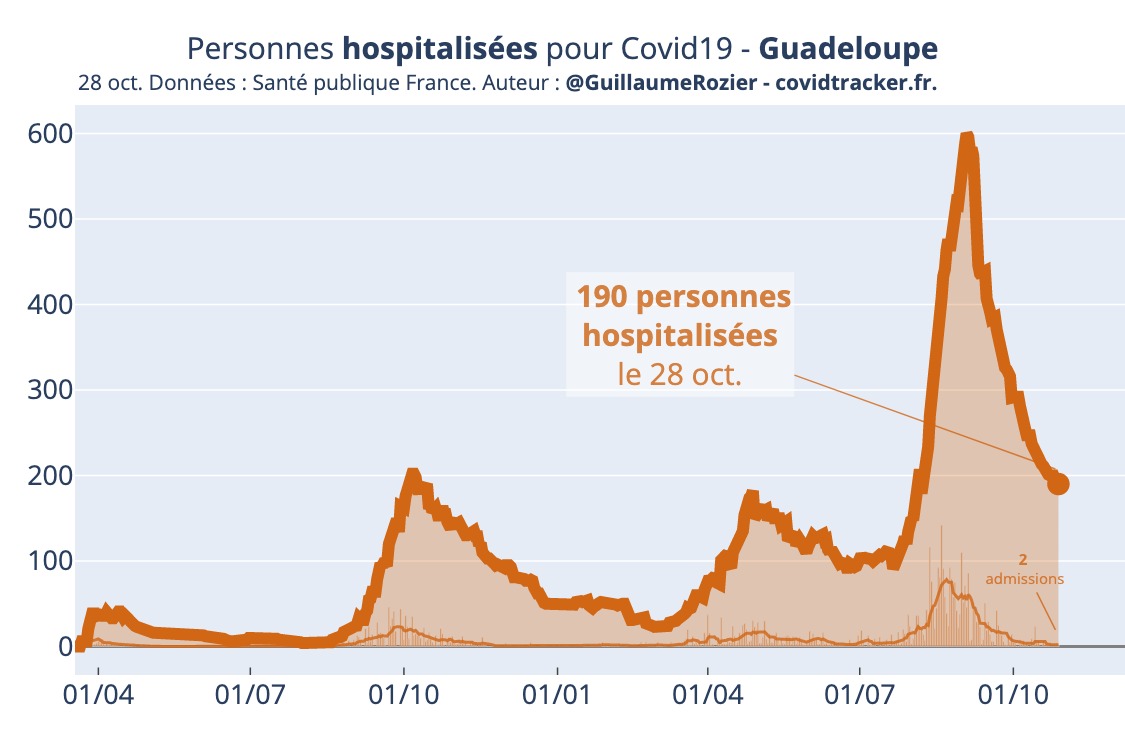 Personnes hospitalisées pour Covid19 - Guadeloupe
28 oct. Données : Santé publique France. Auteur : @GuillaumeRozier - covidtracker.fr.
600
500
400
300
200
100
0
190 personnes
hospitalisées
le 28 oct.
2
admissions
01/04
01/07
01/10
01/01
01/04
01/07
01/10